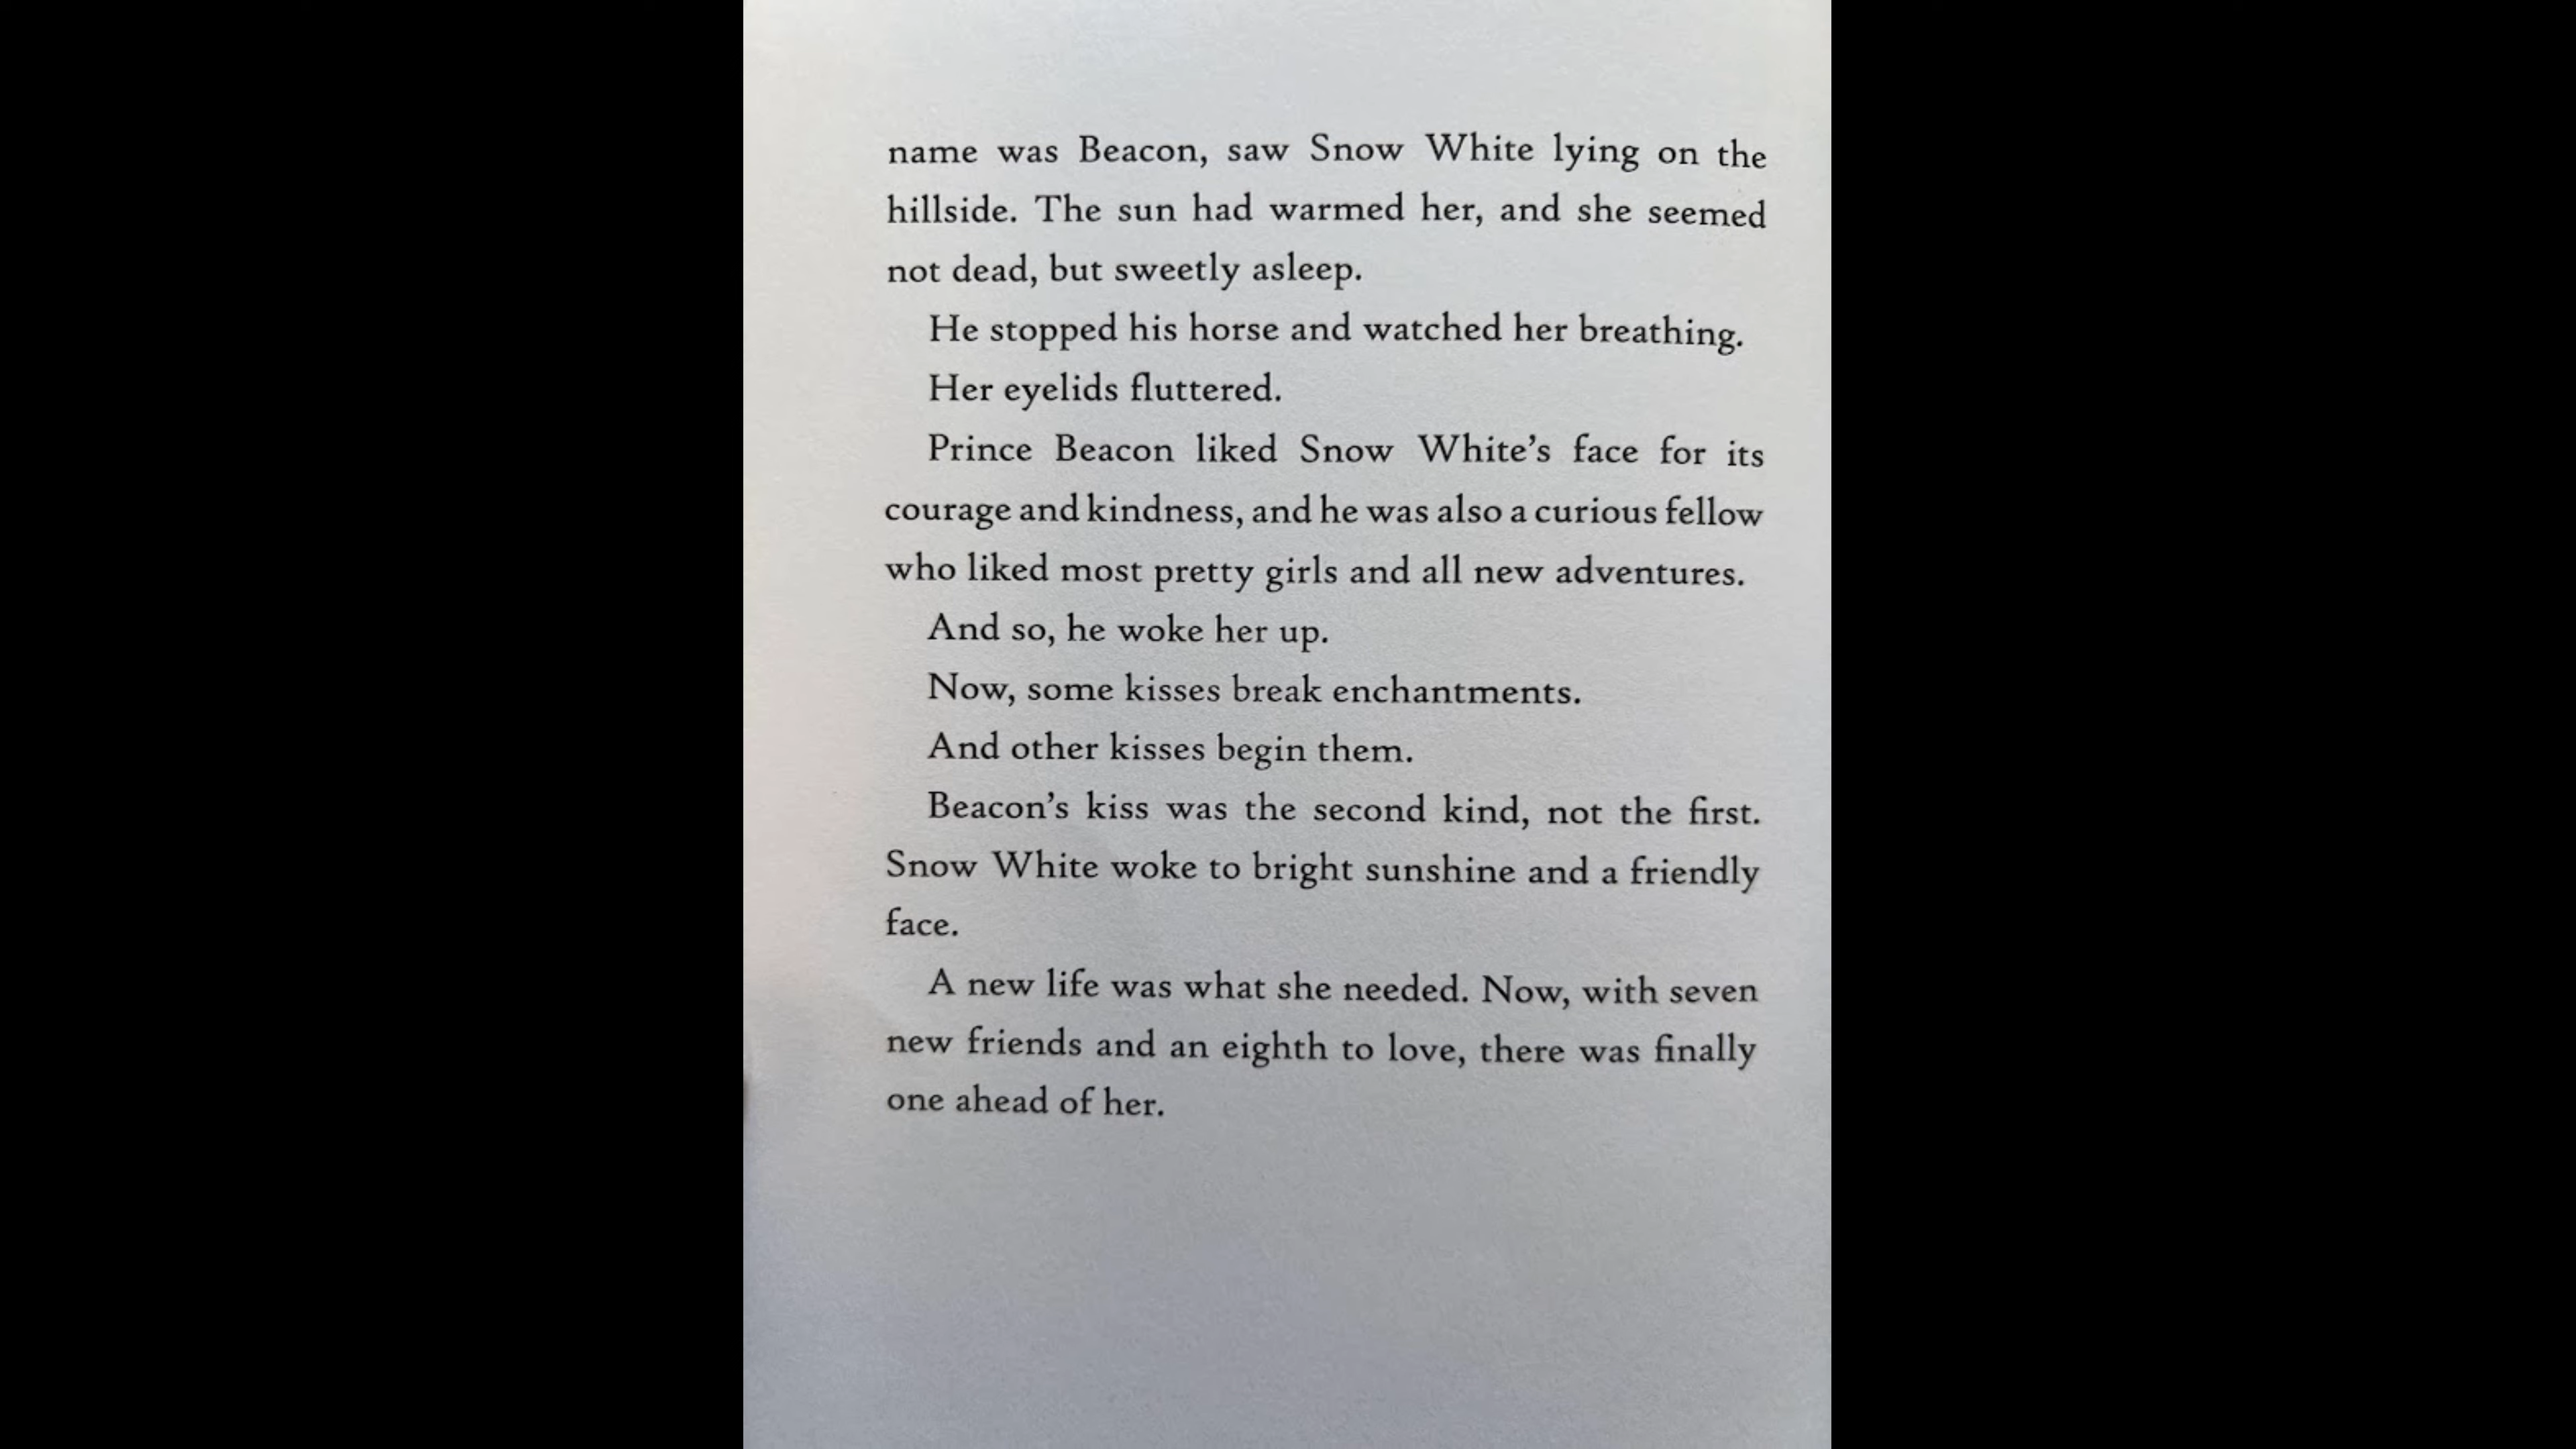 name was Beacon, saw Snow White lying on the
hillside. The sun had warmed her, and she seemed
not dead, but sweetly asleep.
He stopped his horse and watched her breathing.
Her eyelids fluttered.
Prince Beacon liked Snow White’s face for its
courage and kindness, and he was also a curious fellow
who liked most pretty girls and all new adventures.
And so, he woke her up.
Now, some kisses break enchantments.
And other kisses begin them.
Beacon’s kiss was the second kind, not the first.
Snow White woke to bright sunshine and a friendly
face.
A new life was what she needed. Now, with seven
new friends and an eighth to love, there was finally
one ahead of her.